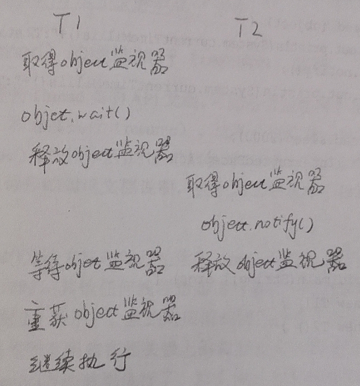 T1 T2
取得object监视器
objct.wait()
释放object监视器
取得object监视器
object.notify()
等待objet监视器 释放object监视器
重获object监视器
继续执行